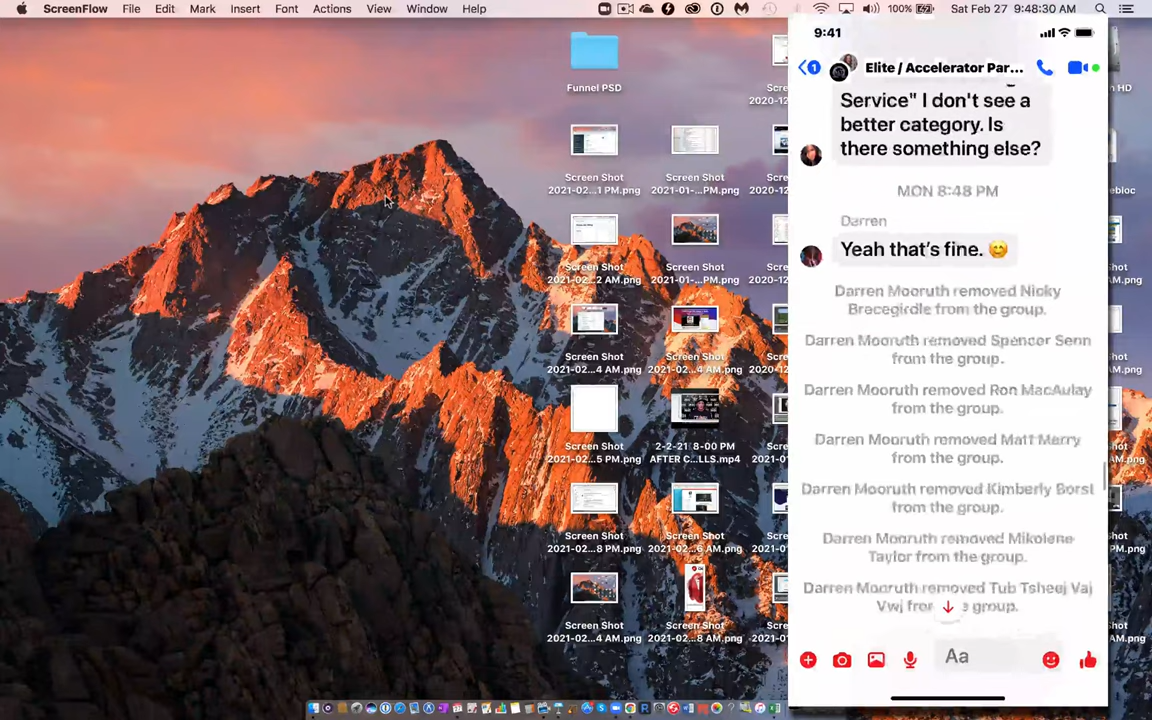 ScreenFlow File Edit Mark Insert Font Actions View Window Help
100% Sat Feb 27 9:48:30 AM
Funnel PSD
Screen Shot
2021-02...1 PM.png
Screen Shot
2021-01-...PM.png
Screen Shot
2021-02...2 AM.png
Screen Shot
2021-01-...PM.png
Screen Shot
2021-02...4 AM.png
Screen Shot
2021-02...4 AM.png
Screen Shot
2021-02...5 PM.png
2-2-21 8-00 PM
AFTER C...LLS.mp4
Screen Shot
2021-02...8 PM.png
Screen Shot
2021-02...6 AM.png
Screen Shot
2021-02...4 AM.png
Screen Shot
2021-02...8 AM.png
9:41
1
Elite / Accelerator Par...
Service" I don't see a
better category. Is
there something else?
MON 8:48 PM
Darren
Yeah that's fine. 😊
Darren Mooruth removed Nicky
Bracegirdle from the group.
Darren Mooruth removed Spencer Senn
from the group.
Darren Mooruth removed Ron MacAulay
from the group.
Darren Mooruth removed Matt Marry
from the group.
Darren Mooruth removed Kimberly Borst
from the group.
Darren Mooruth removed Mikolene
Taylor from the group.
Darren Mooruth removed Tub Tsheej Vaj
Vwj group.
Aa